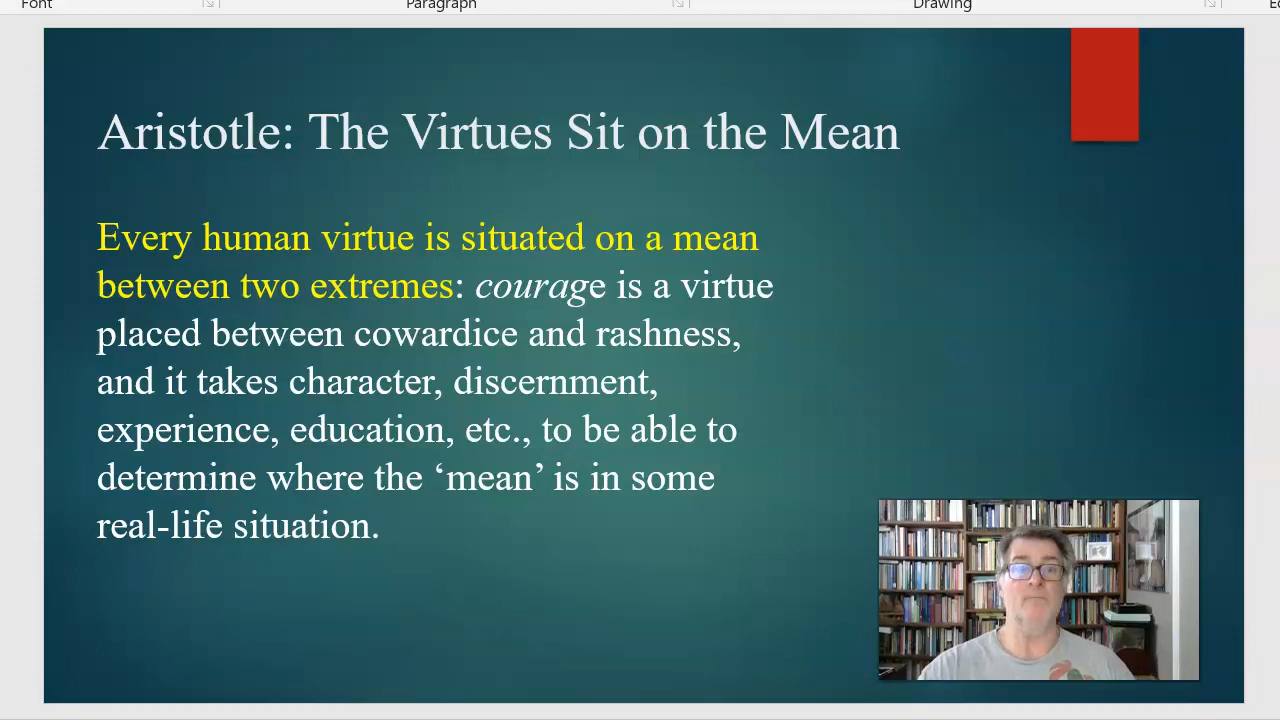 Font Paragraph Drawing
Aristotle: The Virtues Sit on the Mean
Every human virtue is situated on a mean
between two extremes: courage is a virtue
placed between cowardice and rashness,
and it takes character, discernment,
experience, education, etc., to be able to
determine where the ‘mean’ is in some
real-life situation.